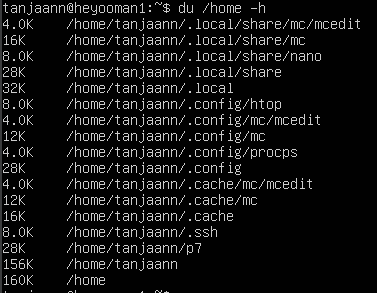 tanjaann@heyooman1:~$ du /home -h
4.0K /home/tanjaann/.local/share/mc/mcedit
16K /home/tanjaann/.local/share/mc
8.0K /home/tanjaann/.local/share/nano
28K /home/tanjaann/.local/share
32K /home/tanjaann/.local
8.0K /home/tanjaann/.config/htop
4.0K /home/tanjaann/.config/mc/mcedit
12K /home/tanjaann/.config/mc
4.0K /home/tanjaann/.config/procps
28K /home/tanjaann/.config
4.0K /home/tanjaann/.cache/mc/mcedit
12K /home/tanjaann/.cache/mc
16K /home/tanjaann/.cache
8.0K /home/tanjaann/.ssh
28K /home/tanjaann/p7
156K /home/tanjaann
160K /home